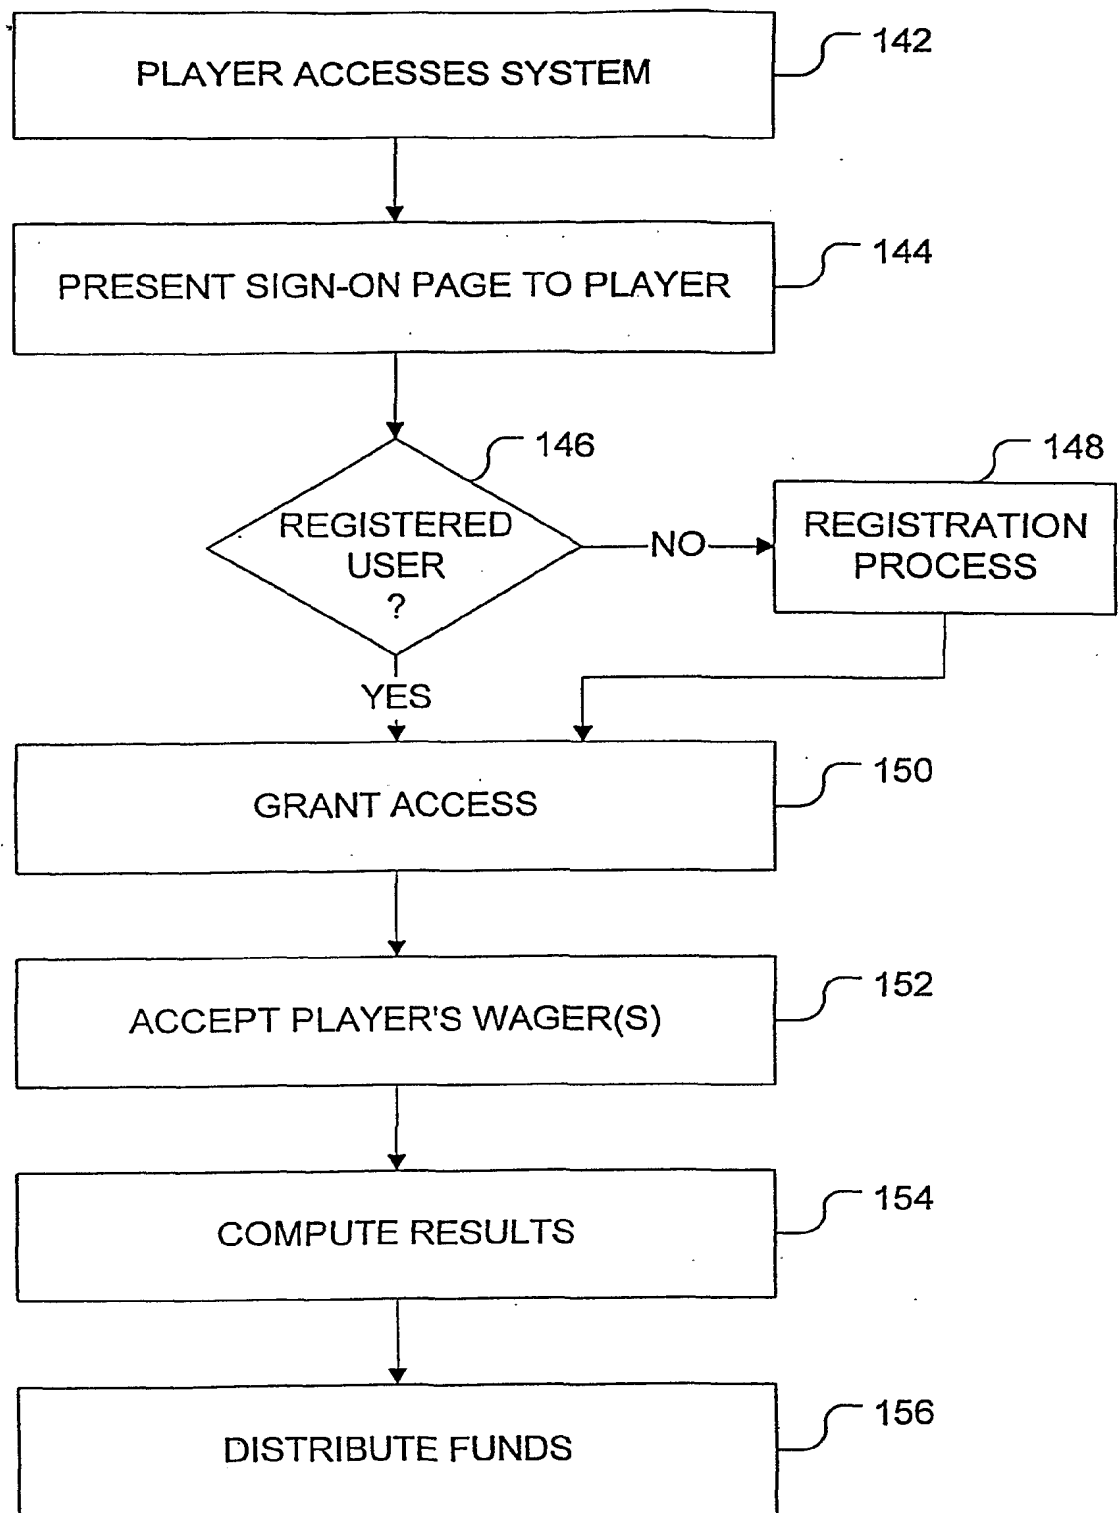 PLAYER ACCESSES SYSTEM
142
PRESENT SIGN-ON PAGE TO PLAYER
144
146
REGISTERED
USER
?
NO
148
REGISTRATION
PROCESS
YES
GRANT ACCESS
150
ACCEPT PLAYER'S WAGER(S)
152
COMPUTE RESULTS
154
DISTRIBUTE FUNDS
156